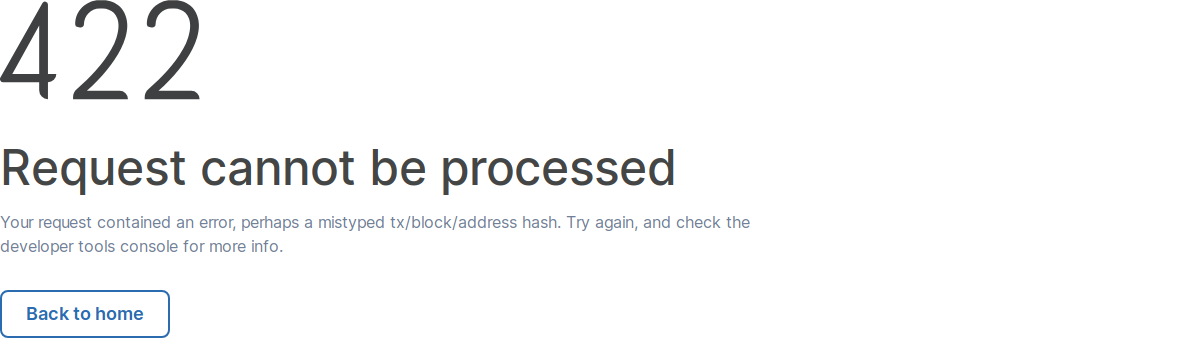 422
Request cannot be processed
Your request contained an error, perhaps a mistyped tx/block/address hash. Try again, and check the
developer tools console for more info.
Back to home